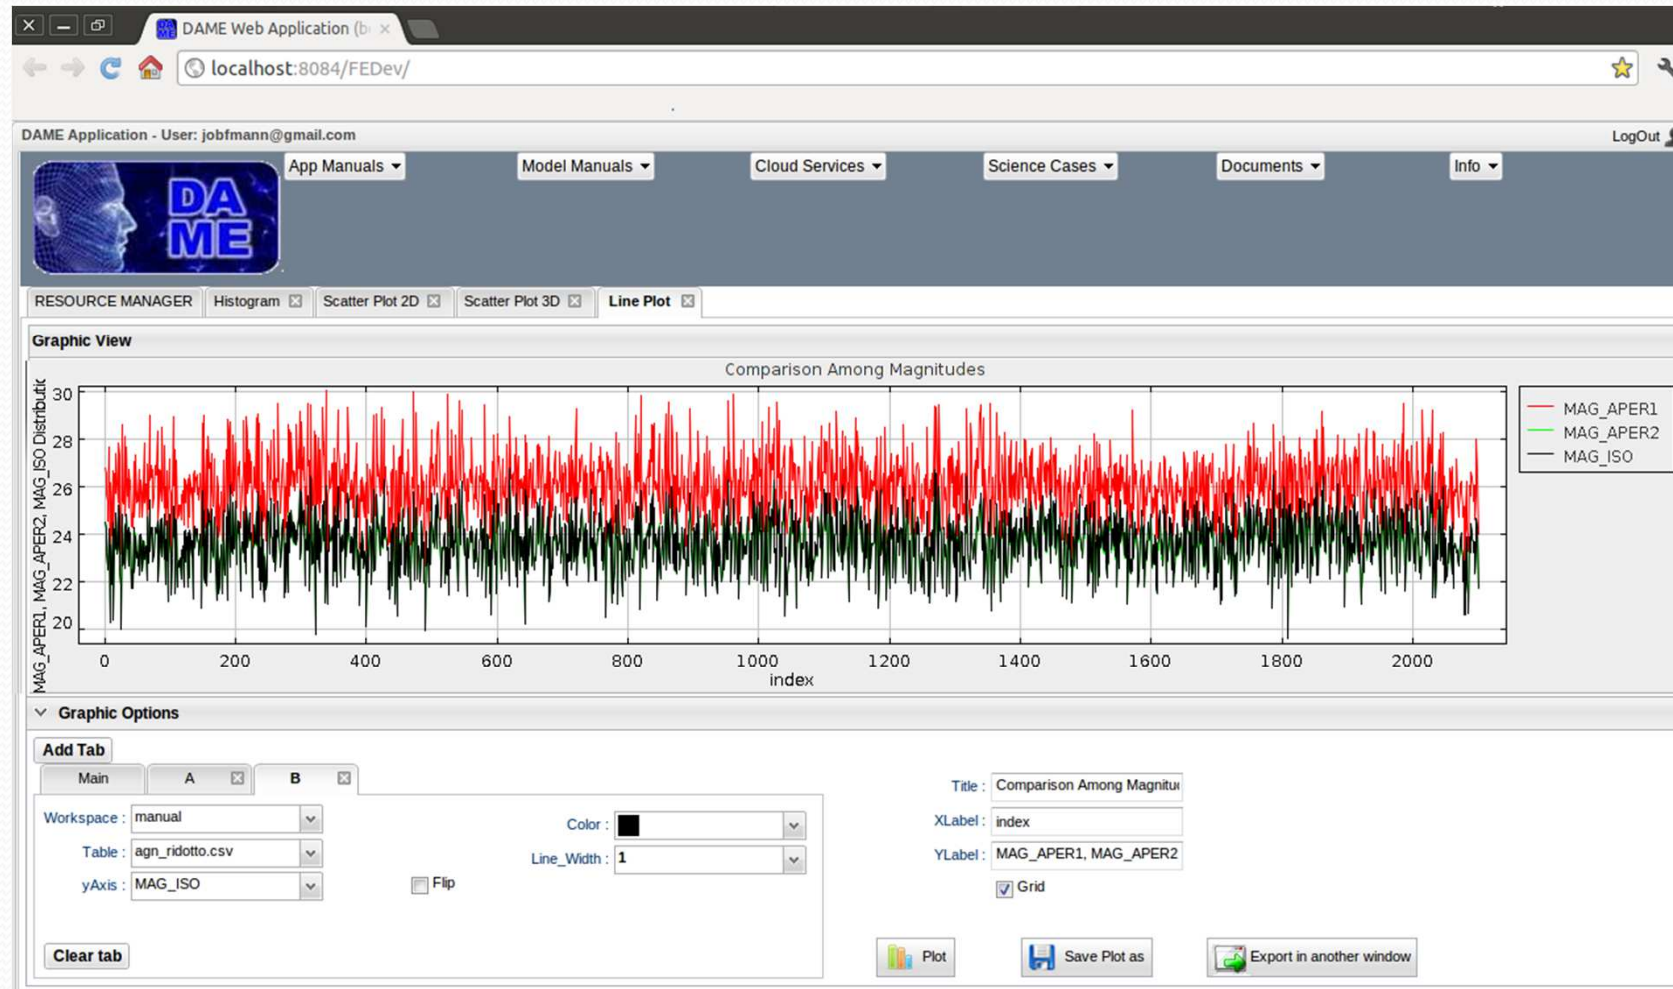 DAME Web Application (b
localhost:8084/FEDev/
DAME Application - User: jobfmann@gmail.com
LogOut
DA
ME
App Manuals
Model Manuals
Cloud Services
Science Cases
Documents
Info
RESOURCE MANAGER
Histogram
Scatter Plot 2D
Scatter Plot 3D
Line Plot
Graphic View
Comparison Among Magnitudes
MAG_APER1, MAG_APER2, MAG_ISO Distributic
30
28
26
24
22
20
0 200 400 600 800 1000 1200 1400 1600 1800 2000
index
MAG_APER1
MAG_APER2
MAG_ISO
Graphic Options
Add Tab
Main
A
B
Workspace : manual
Table : agn_ridotto.csv
yAxis : MAG_ISO
Flip
Color :
Line_Width : 1
Clear tab
Title : Comparison Among Magnitu
XLabel : index
YLabel : MAG_APER1, MAG_APER2
Grid
Plot
Save Plot as
Export in another window